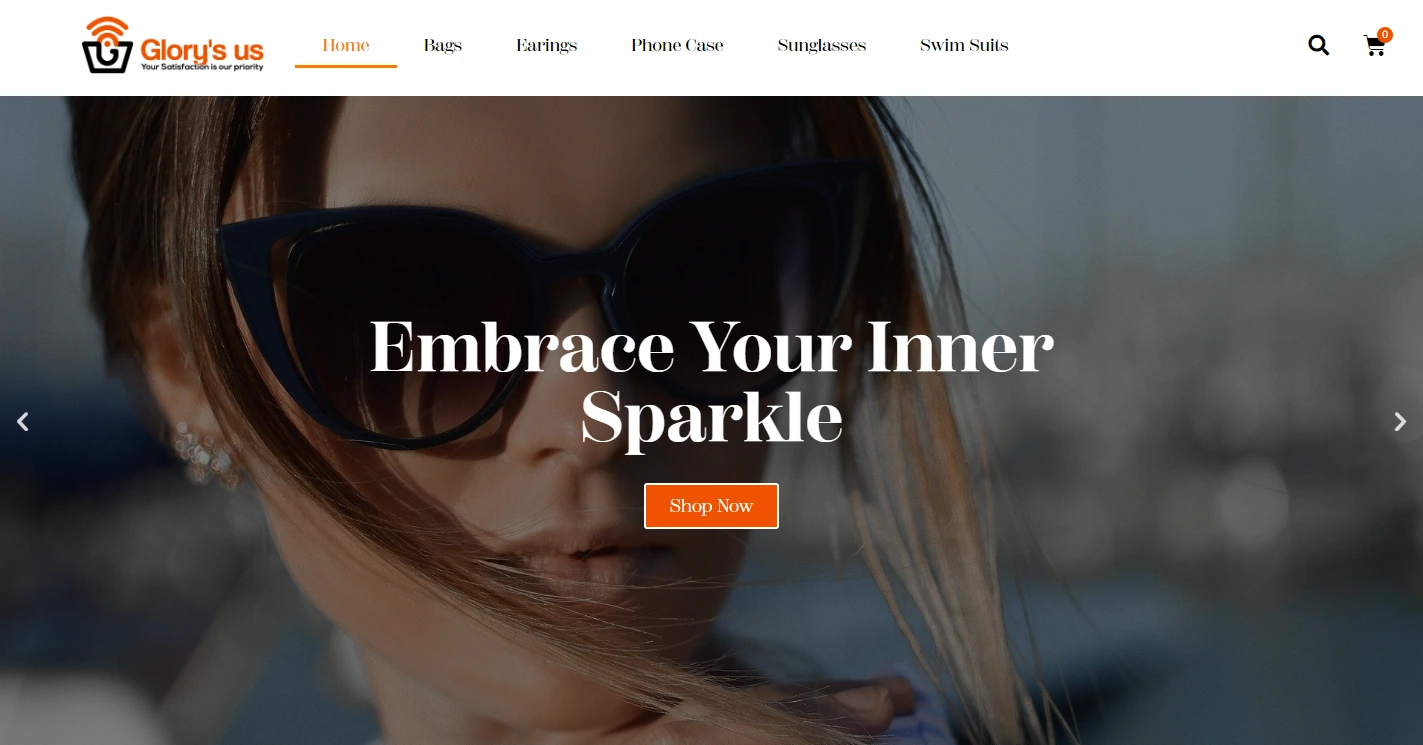 Glory's us
Your Satisfaction is our priority
Home
Bags
Earings
Phone Case
Sunglasses
Swim Suits
0
Embrace Your Inner
Sparkle
Shop Now